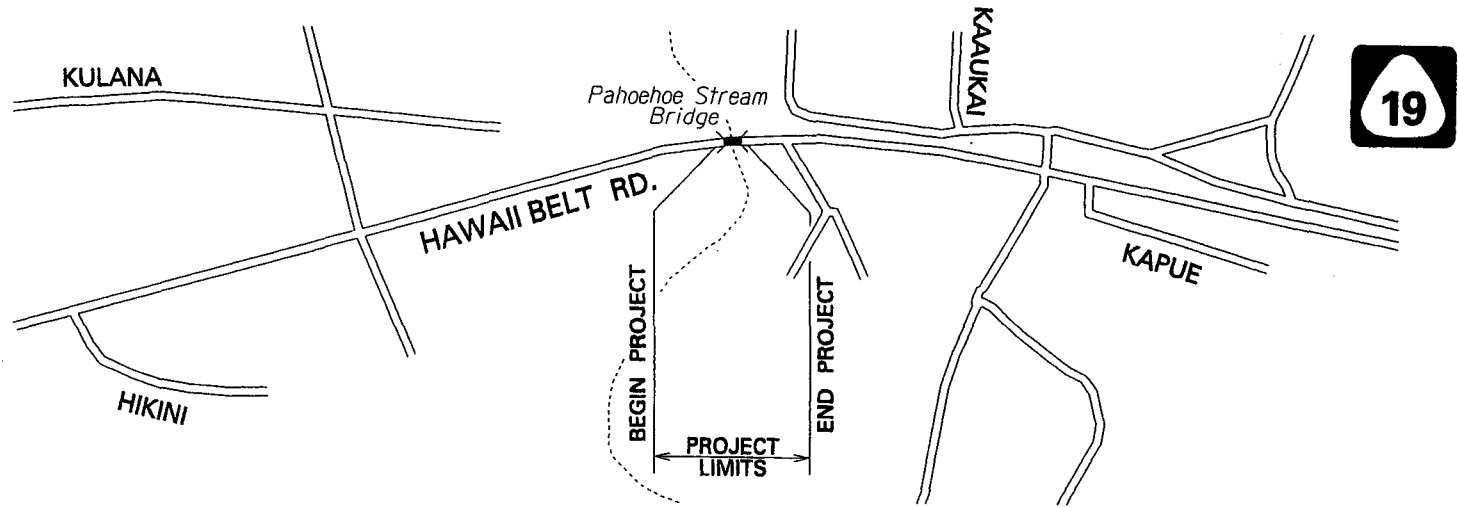 KULANA
Pahoehoe Stream
Bridge
KAAUKAI
19
HAWAII BELT RD.
KAPUE
HIKINI
BEGIN PROJECT
END PROJECT
PROJECT
LIMITS